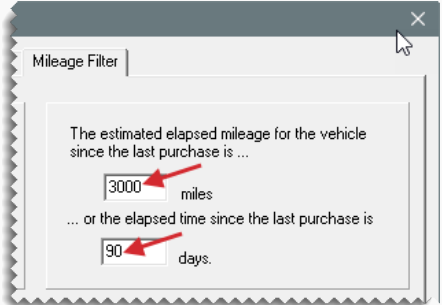 Mileage Filter
The estimated elapsed mileage for the vehicle
since the last purchase is ...
3000 miles
... or the elapsed time since the last purchase is
90 days.